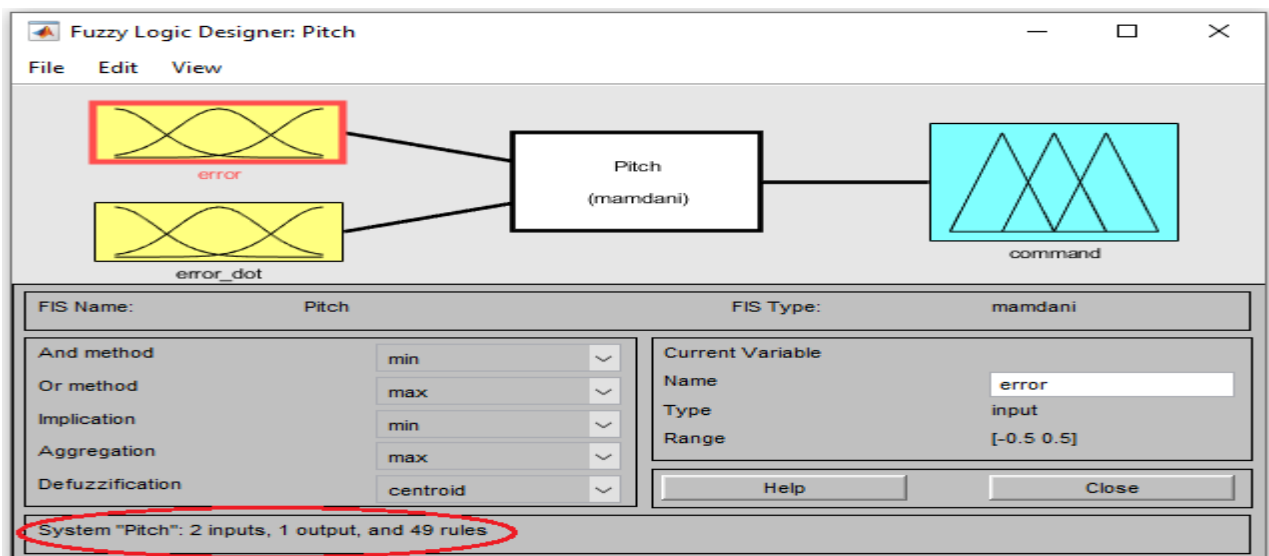 Fuzzy Logic Designer: Pitch
File Edit View
error
Pitch
(mamdani)
error_dot
command
FIS Name: Pitch FIS Type: mamdani
And method min
Or method max
Implication min
Aggregation max
Defuzzification centroid
Current Variable
Name error
Type input
Range [-0.5 0.5]
Help Close
System "Pitch": 2 inputs, 1 output, and 49 rules